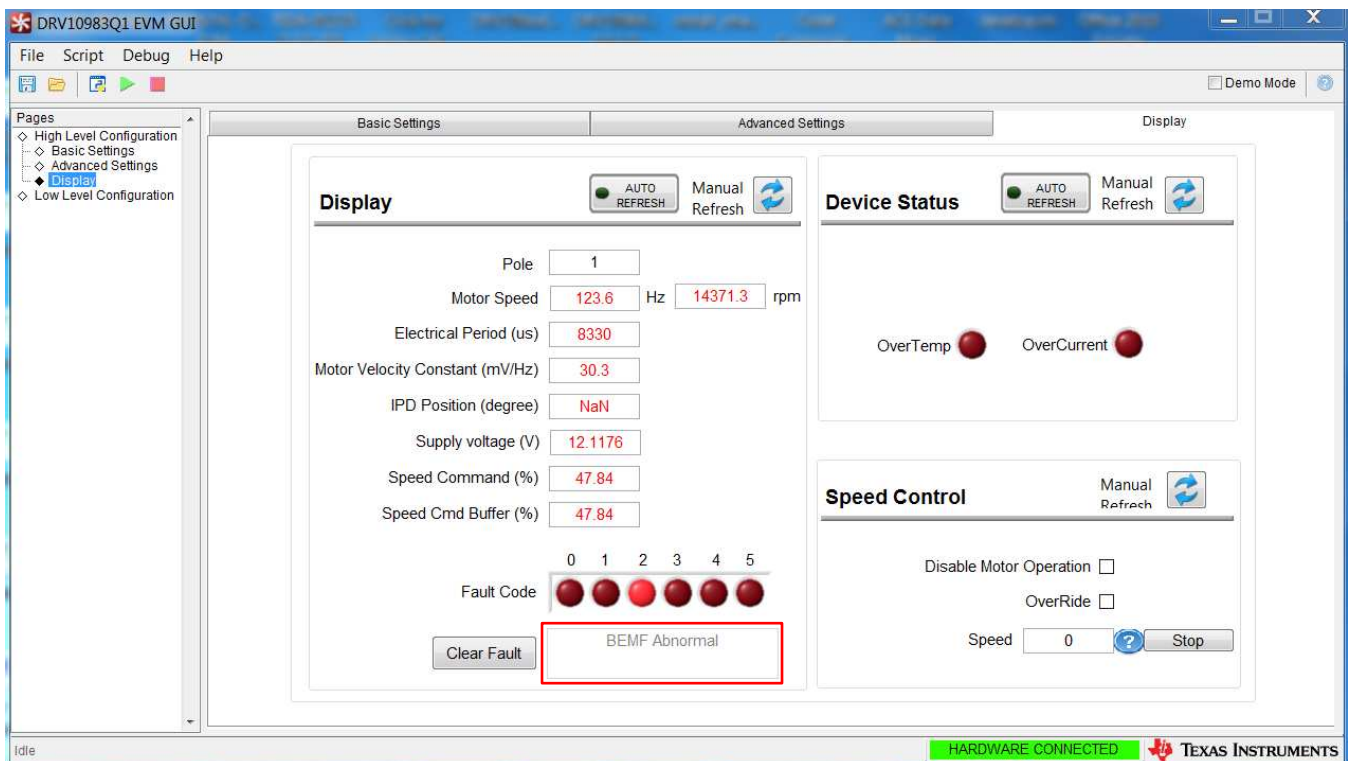 DRV10983Q1 EVM GUI
File Script Debug Help
Demo Mode
Pages
High Level Configuration
Basic Settings
Advanced Settings
Display
Low Level Configuration
Basic Settings
Advanced Settings
Display
Display
AUTO REFRESH
Manual Refresh
Pole 1
Motor Speed 123.6 Hz 14371.3 rpm
Electrical Period (us) 8330
Motor Velocity Constant (mV/Hz) 30.3
IPD Position (degree) NaN
Supply voltage (V) 12.1176
Speed Command (%) 47.84
Speed Cmd Buffer (%) 47.84
0 1 2 3 4 5
Fault Code
Clear Fault
BEMF Abnormal
Device Status
AUTO REFRESH
Manual Refresh
OverTemp
OverCurrent
Speed Control
Manual Refresh
Disable Motor Operation
OverRide
Speed 0 ? Stop
Idle
HARDWARE CONNECTED
TEXAS INSTRUMENTS